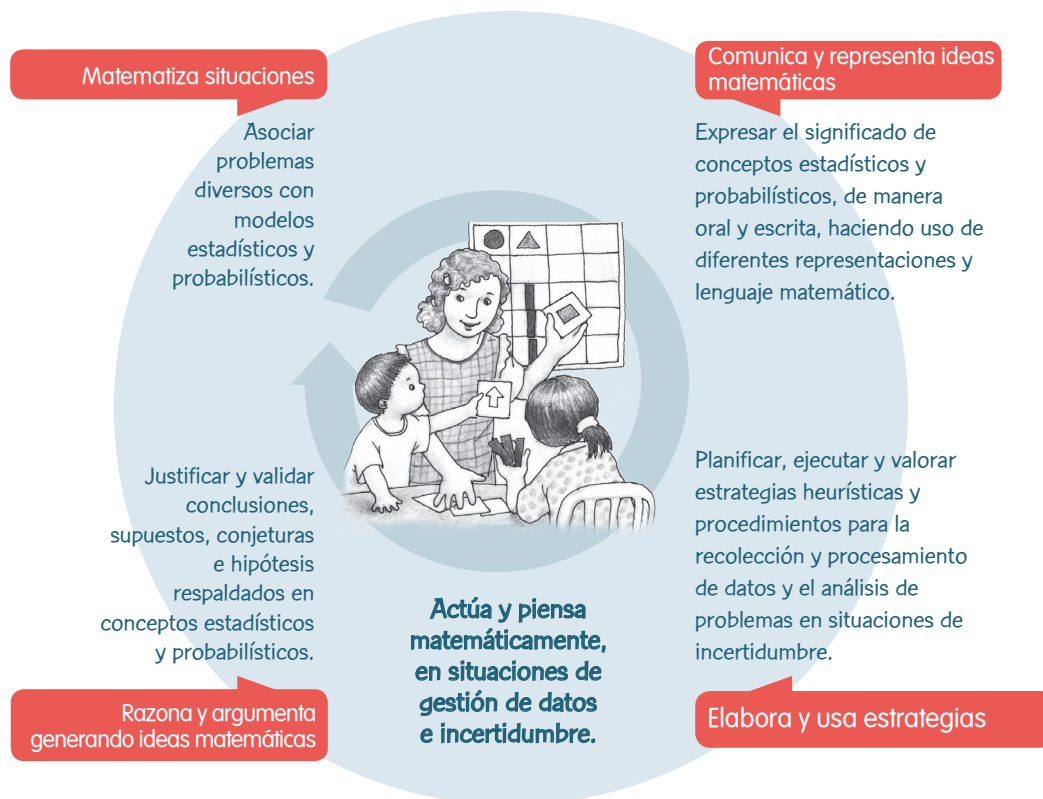 Matematiza situaciones
Asociar
problemas
diversos con
modelos
estadísticos y
probabilísticos.
Comunica y representa ideas
matemáticas
Expresar el significado de
conceptos estadísticos y
probabilísticos, de manera
oral y escrita, haciendo uso de
diferentes representaciones y
lenguaje matemático.
Justificar y validar
conclusiones,
supuestos, conjeturas
e hipótesis
respaldados en
conceptos estadísticos
y probabilísticos.
Razona y argumenta
generando ideas matemáticas
Actúa y piensa
matemáticamente,
en situaciones de
gestión de datos
e incertidumbre.
Planificar, ejecutar y valorar
estrategias heurísticas y
procedimientos para la
recolección y procesamiento
de datos y el análisis de
problemas en situaciones de
incertidumbre.
Elabora y usa estrategias